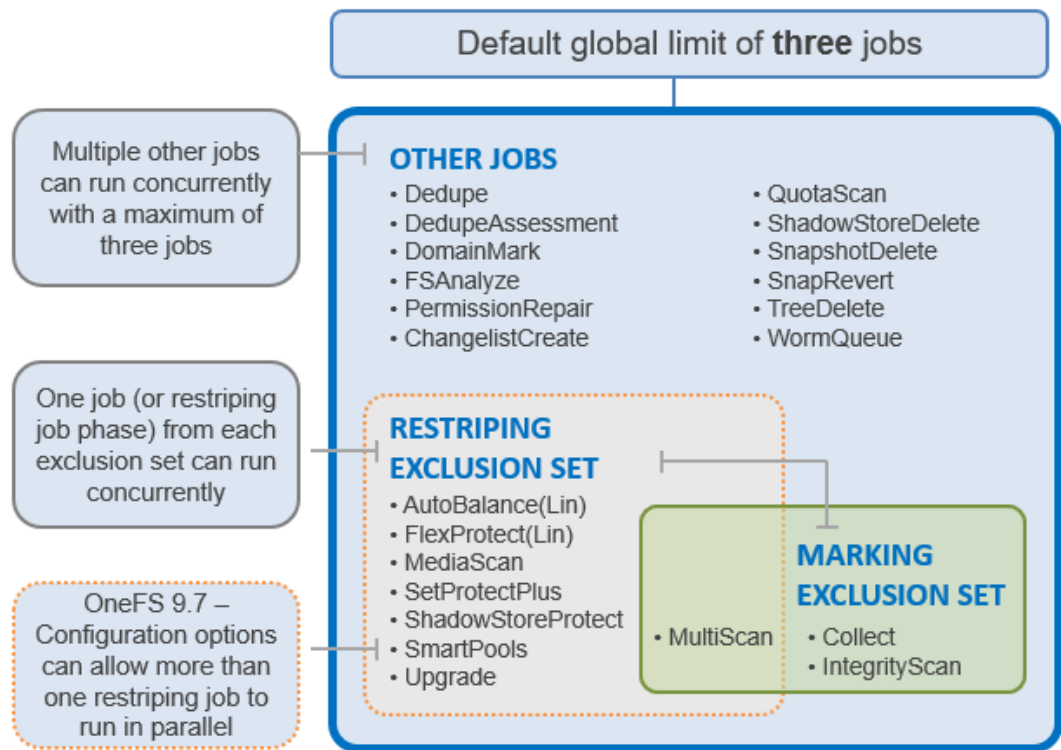 Default global limit of three jobs
Multiple other jobs
can run concurrently
with a maximum of
three jobs
OTHER JOBS
• Dedupe
• DedupeAssessment
• DomainMark
• FSAnalyze
• PermissionRepair
• ChangelistCreate
• QuotaScan
• ShadowStoreDelete
• SnapshotDelete
• SnapRevert
• TreeDelete
• WormQueue
One job (or restriping
job phase) from each
exclusion set can run
concurrently
RESTRIPING
EXCLUSION SET
• AutoBalance(Lin)
• FlexProtect(Lin)
• MediaScan
• SetProtectPlus
• ShadowStoreProtect
• SmartPools
• Upgrade
• MultiScan
MARKING
EXCLUSION SET
• Collect
• IntegrityScan
OneFS 9.7 –
Configuration options
can allow more than
one restriping job to
run in parallel